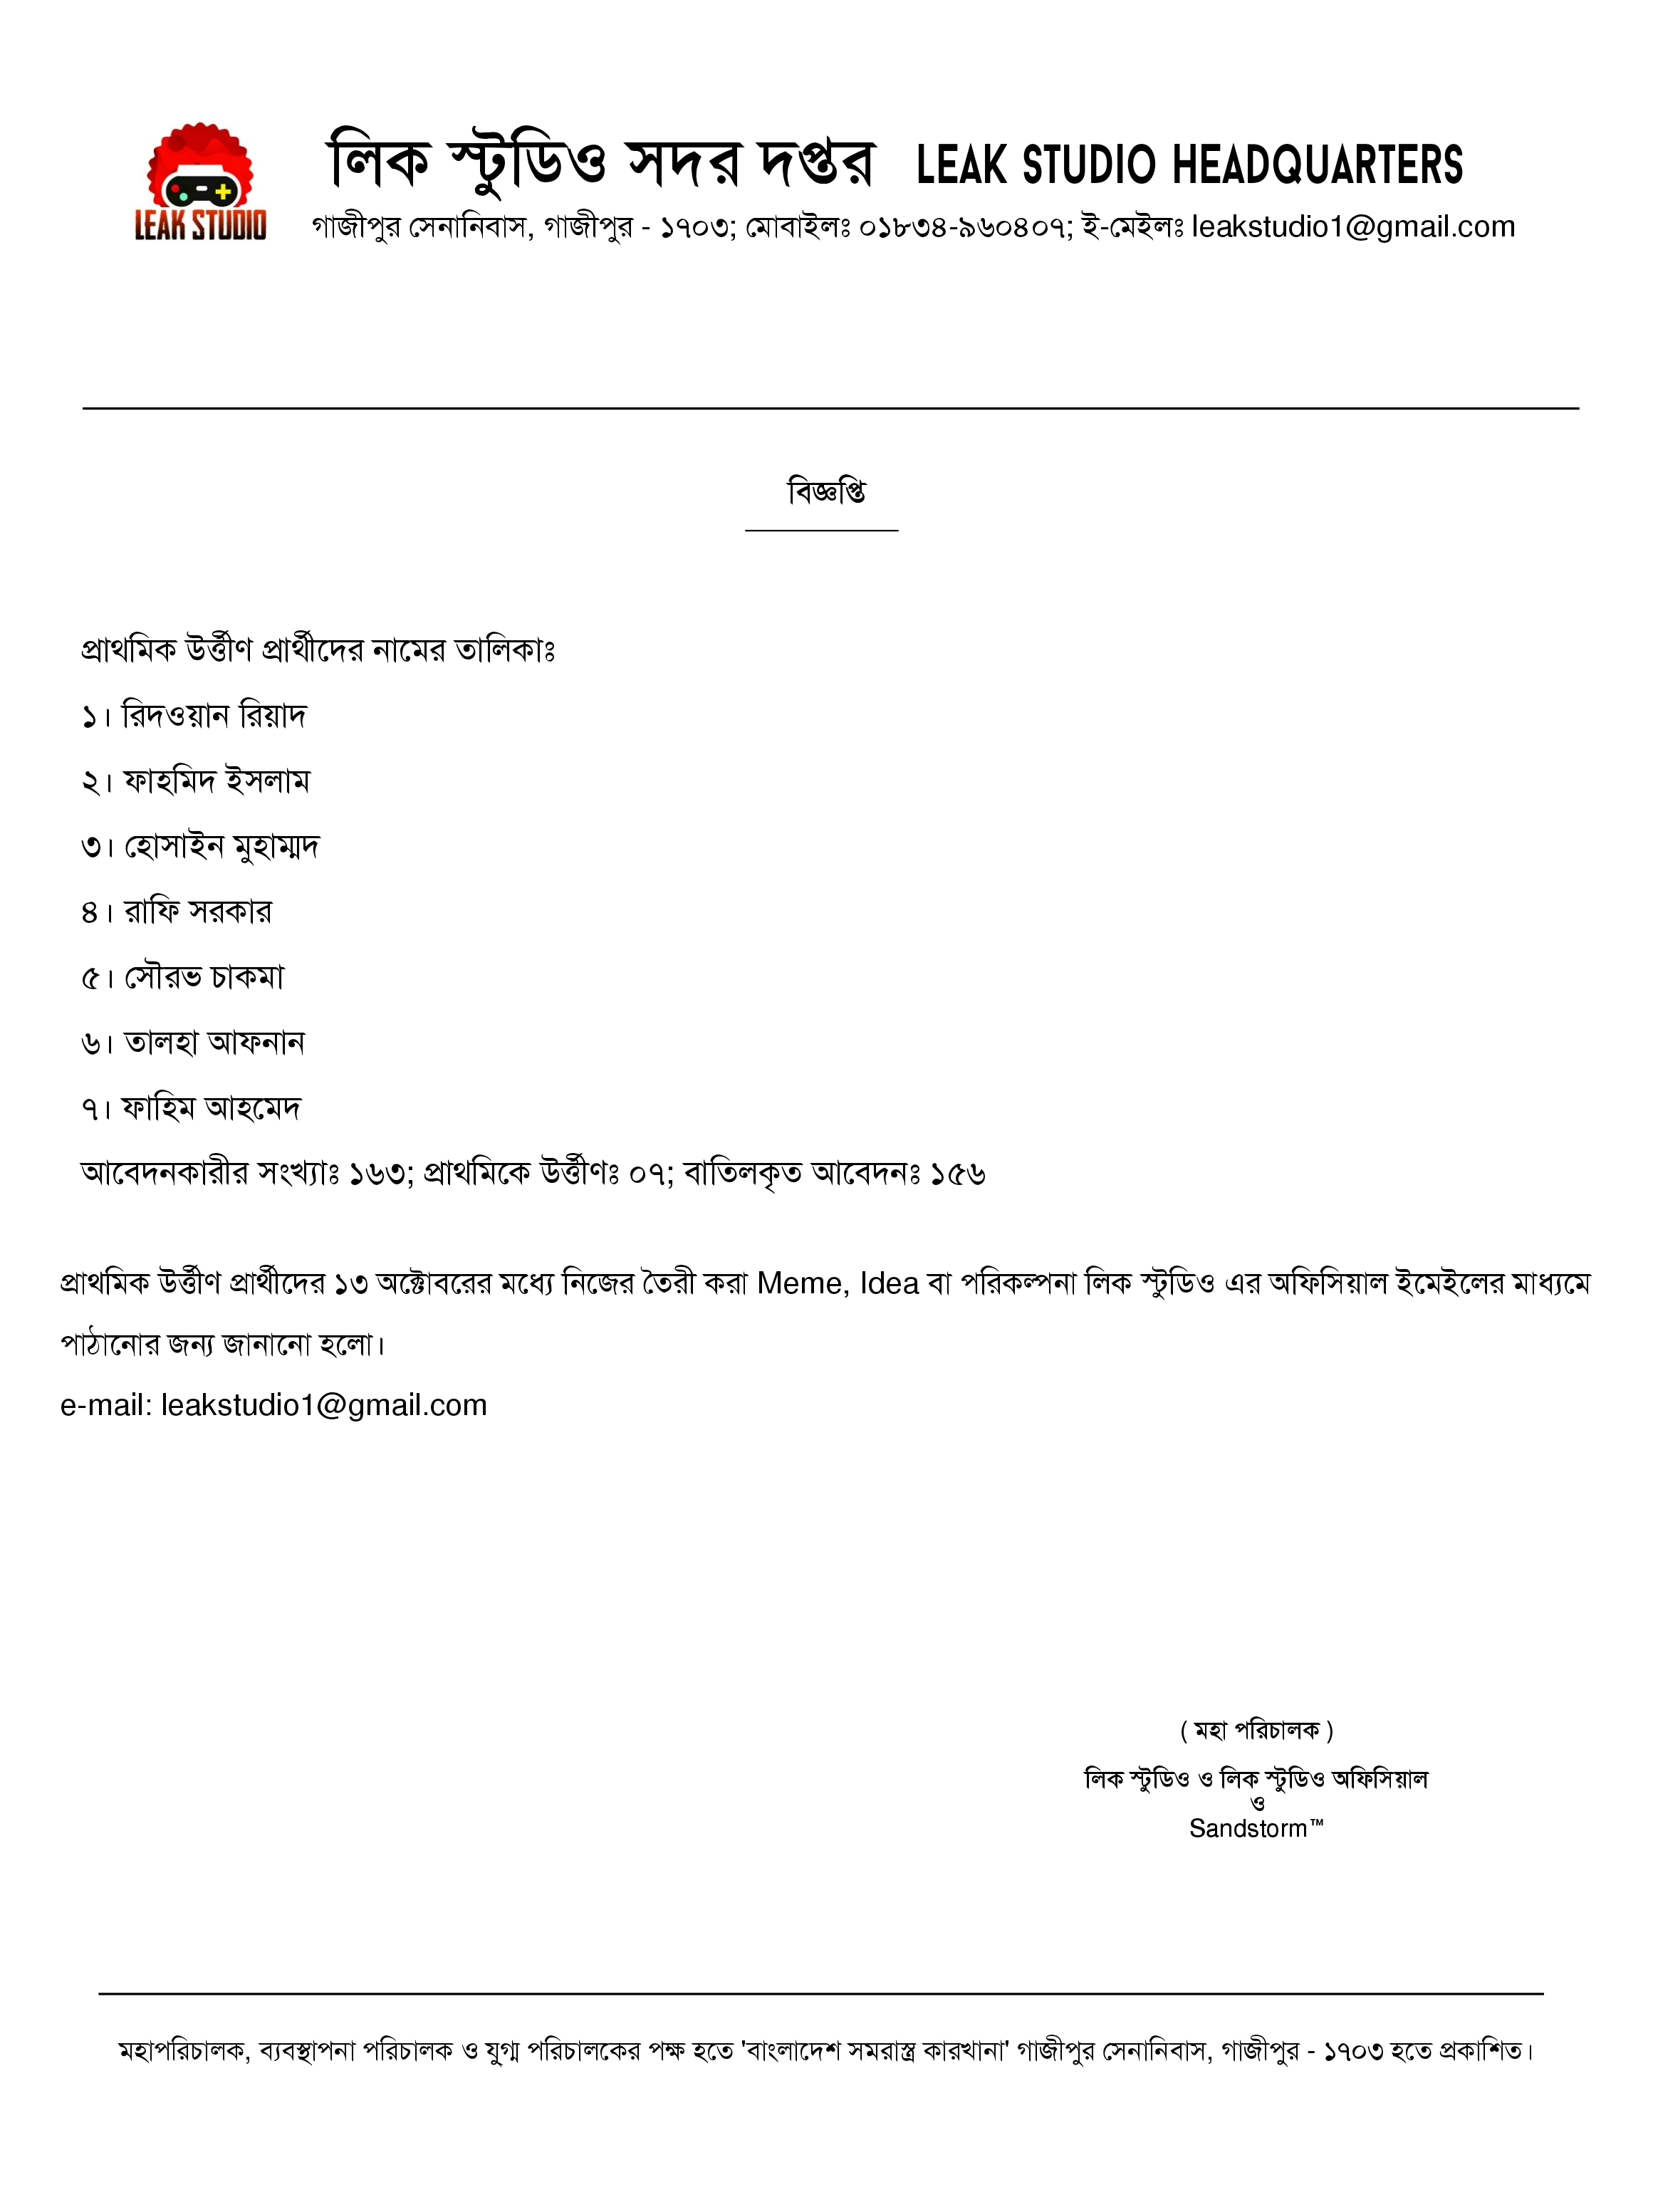 LEAK STUDIO
লিক স্টুডিও সদর দপ্তর LEAK STUDIO HEADQUARTERS
গাজীপুর সেনানিবাস, গাজীপুর - ১৭০৩; মোবাইলঃ ০১৮৩৪-৯৬০৪০৭; ই-মেইলঃ leakstudio1@gmail.com
বিজ্ঞপ্তি
প্রাথমিক উর্ত্তীণ প্রার্থীদের নামের তালিকাঃ
১। রিদওয়ান রিয়াদ
২। ফাহমিদ ইসলাম
৩। হোসাইন মুহাম্মদ
৪। রাফি সরকার
৫। সৌরভ চাকমা
৬। তালহা আফনান
৭। ফাহিম আহমেদ
আবেদনকারীর সংখ্যাঃ ১৬৩; প্রাথমিকে উর্ত্তীণঃ ০৭; বাতিলকৃত আবেদনঃ ১৫৬
প্রাথমিক উর্ত্তীণ প্রার্থীদের ১৩ অক্টোবরের মধ্যে নিজের তৈরী করা Meme, Idea বা পরিকল্পনা লিক স্টুডিও এর অফিসিয়াল ইমেইলের মাধ্যমে
পাঠানোর জন্য জানানো হলো।
e-mail: leakstudio1@gmail.com
( মহা পরিচালক )
লিক স্টুডিও ও লিক স্টুডিও অফিসিয়াল
ও
Sandstorm™
মহাপরিচালক, ব্যবস্থাপনা পরিচালক ও যুগ্ম পরিচালকের পক্ষ হতে 'বাংলাদেশ সমরাস্ত্র কারখানা' গাজীপুর সেনানিবাস, গাজীপুর - ১৭০৩ হতে প্রকাশিত।